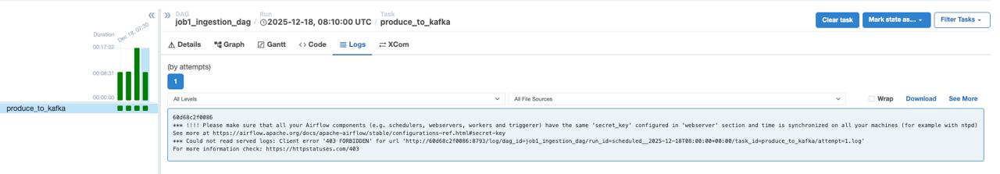 DAG
job1_ingestion_dag
/
Run
2025-12-18, 08:10:00 UTC
/
Task
produce_to_kafka
Clear task
Mark state as...
Filter Tasks
Duration
Dec 18, 07:30
00:17:02
00:08:31
00:00:00
produce_to_kafka
Details
Graph
Gantt
Code
Logs
XCom
(by attempts)
1
All Levels
All File Sources
Wrap
Download
See More
60d68c2f0086
*** !!!! Please make sure that all your Airflow components (e.g. schedulers, webservers, workers and triggerer) have the same 'secret_key' configured in 'webserver' section and time is synchronized on all your machines (for example with ntpd)
See more at https://airflow.apache.org/docs/apache-airflow/stable/configurations-ref.html#secret-key
*** Could not read served logs: Client error '403 FORBIDDEN' for url 'http://60d68c2f0086:8793/log/dag_id=job1_ingestion_dag/run_id=scheduled__2025-12-18T08:00:00+00:00/task_id=produce_to_kafka/attempt=1.log'
For more information check: https://httpstatuses.com/403